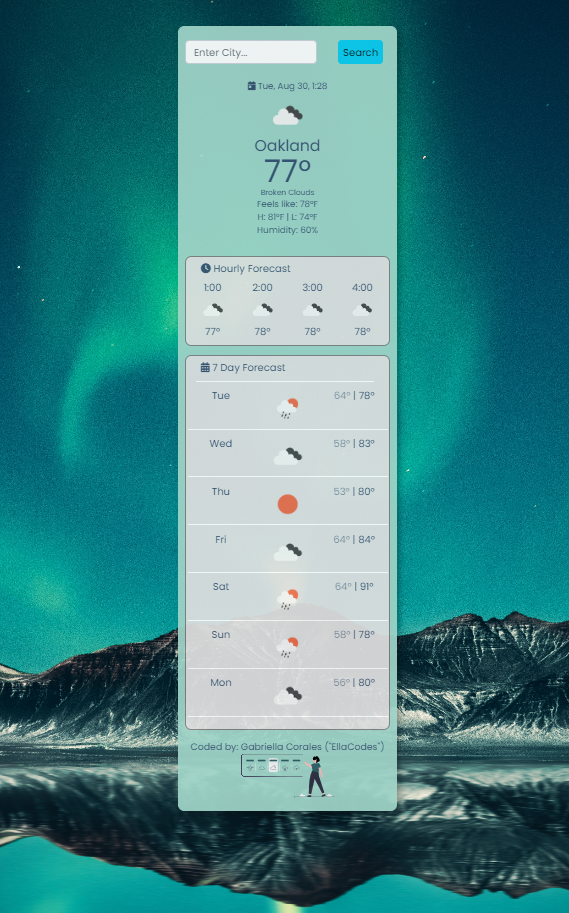 Enter City...
Search
Tue, Aug 30, 1:28
Oakland
77°
Broken Clouds
Feels like: 78°F
H: 81°F | L: 74°F
Humidity: 60%
Hourly Forecast
1:00 2:00 3:00 4:00
77° 78° 78° 78°
7 Day Forecast
Tue 64° | 78°
Wed 58° | 83°
Thu 53° | 80°
Fri 64° | 84°
Sat 64° | 91°
Sun 58° | 78°
Mon 56° | 80°
Coded by: Gabriella Corales ("EllaCodes")